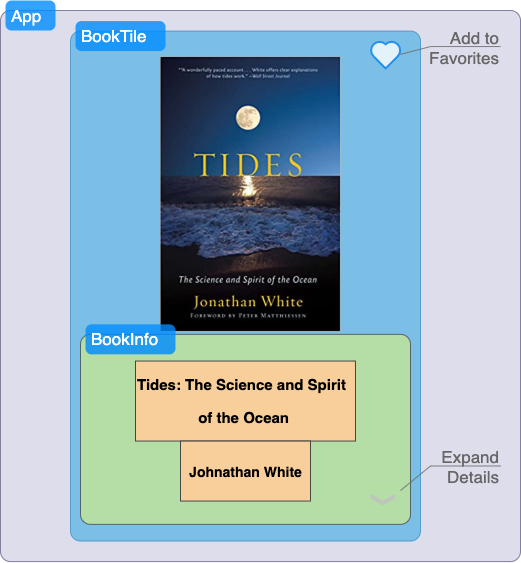 App
BookTile
Add to
Favorites
"A wonderfully paced account ... White offers clear explanations
of how tides work." –Wall Street Journal
TIDES
The Science and Spirit of the Ocean
Jonathan White
Foreword by Peter Matthiessen
BookInfo
Tides: The Science and Spirit
of the Ocean
Johnathan White
Expand
Details